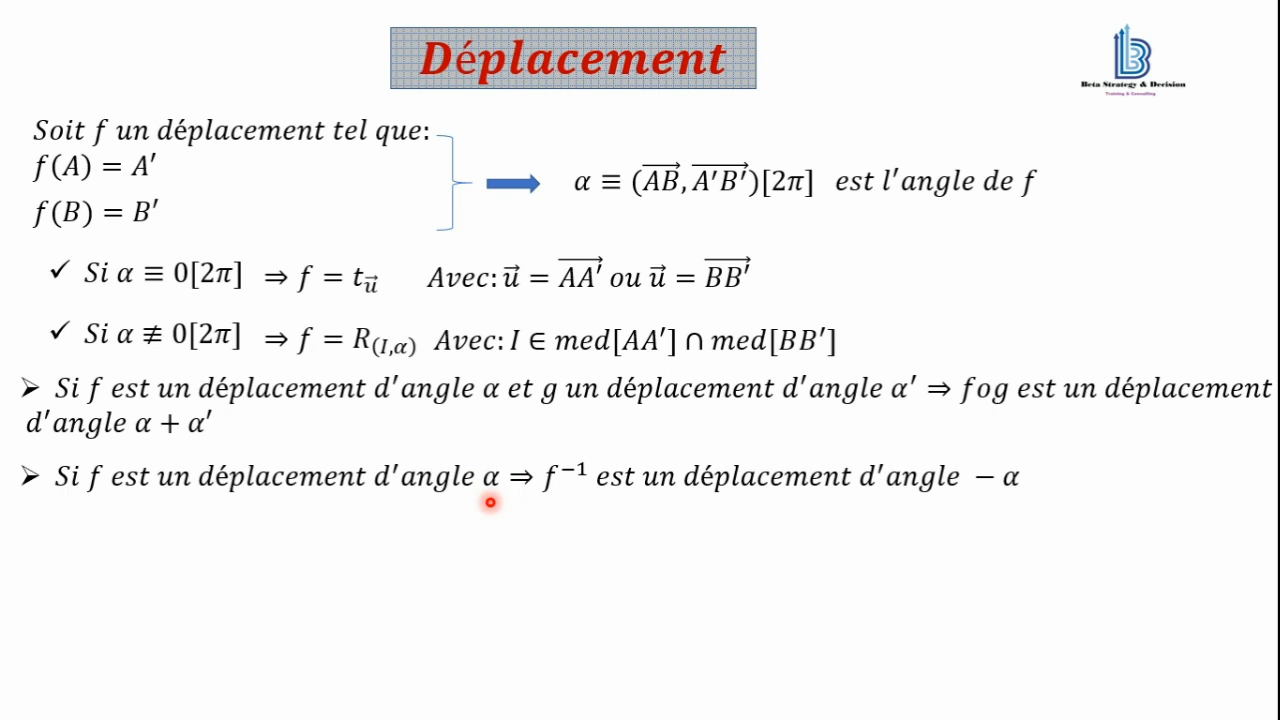 Déplacement
Beta Strategy & Decision
Training & Consulting
Soit f un déplacement tel que:
f(A) = A′
f(B) = B′
α ≡ (AB⃗, A′B′⃗)[2π] est l'angle de f
✓ Si α ≡ 0[2π] ⇒ f = t_u⃗ Avec: u⃗ = AA′⃗ ou u⃗ = BB′⃗
✓ Si α ≢ 0[2π] ⇒ f = R_(I,α) Avec: I ∈ med[AA′] ∩ med[BB′]
➢ Si f est un déplacement d'angle α et g un déplacement d'angle α′ ⇒ fog est un déplacement
d'angle α + α′
➢ Si f est un déplacement d'angle α ⇒ f⁻¹ est un déplacement d'angle − α